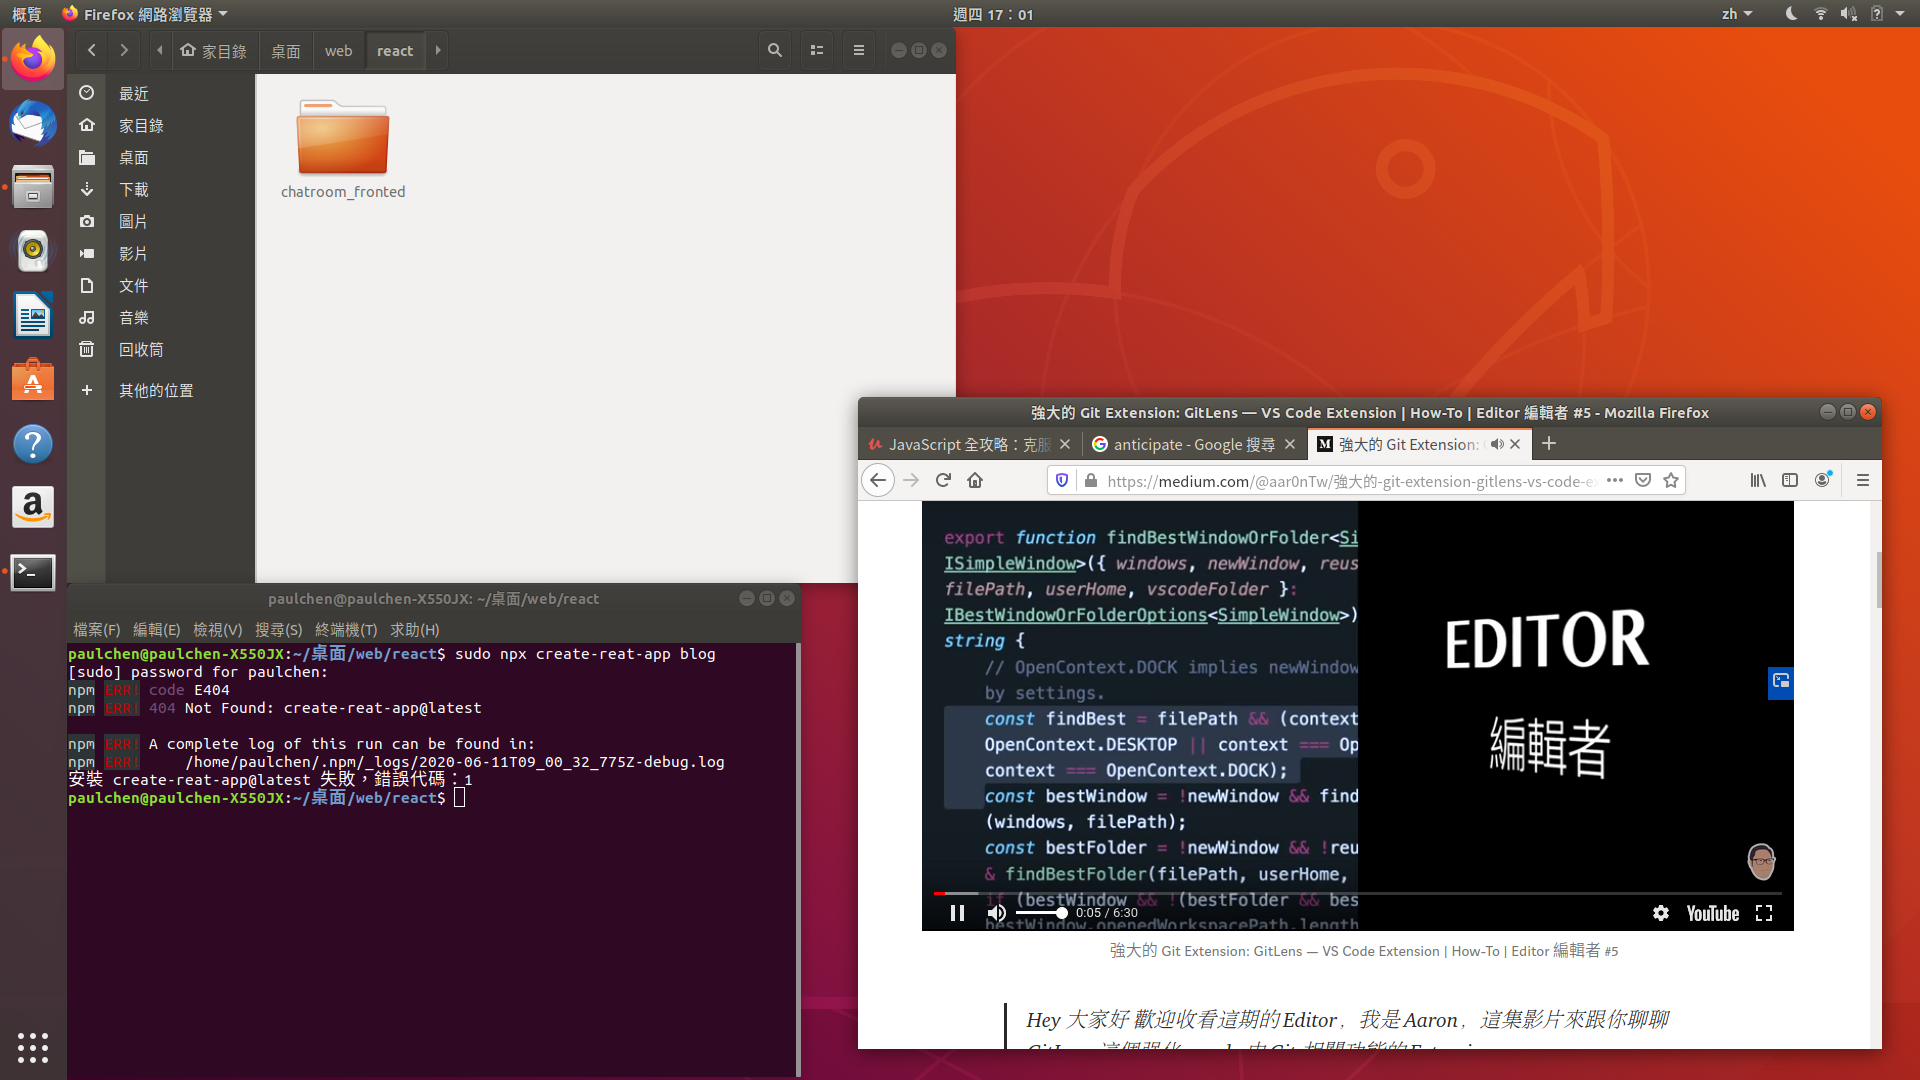 概覽
Firefox 網路瀏覽器
週四 17：01
zh
家目錄
桌面
web
react
最近
家目錄
桌面
下載
圖片
影片
文件
音樂
回收筒
其他的位置
chatroom_fronted
paulchen@paulchen-X550JX: ~/桌面/web/react
檔案(F) 編輯(E) 檢視(V) 搜尋(S) 終端機(T) 求助(H)
paulchen@paulchen-X550JX:~/桌面/web/react$ sudo npx create-reat-app blog
[sudo] password for paulchen:
npm ERR! code E404
npm ERR! 404 Not Found: create-reat-app@latest
npm ERR! A complete log of this run can be found in:
npm ERR!     /home/paulchen/.npm/_logs/2020-06-11T09_00_32_775Z-debug.log
安裝 create-reat-app@latest 失敗，錯誤代碼：1
paulchen@paulchen-X550JX:~/桌面/web/react$
強大的 Git Extension: GitLens — VS Code Extension | How-To | Editor 編輯者 #5 - Mozilla Firefox
JavaScript 全攻略：克服
anticipate - Google 搜尋
強大的 Git Extension:
https://medium.com/@aar0nTw/強大的-git-extension-gitlens-vs-code-e
export function findBestWindowOrFolder<Si
ISimpleWindow>({ windows, newWindow, reus
filePath, userHome, vscodeFolder }:
IBestWindowOrFolderOptions<SimpleWindow>)
string {
// OpenContext.DOCK implies newWindow
by settings.
const findBest = filePath && (context
OpenContext.DESKTOP || context === Op
context === OpenContext.DOCK);
const bestWindow = !newWindow && find
(windows, filePath);
const bestFolder = !newWindow && !reu
& findBestFolder(filePath, userHome,
if (bestWindow && !(bestFolder && bes
bestWindow.openedWorkspacePath.length
EDITOR
編輯者
0:05 / 6:30
YouTube
強大的 Git Extension: GitLens — VS Code Extension | How-To | Editor 編輯者 #5
Hey 大家好 歡迎收看這期的 Editor，我是 Aaron，這集影片來跟你聊聊